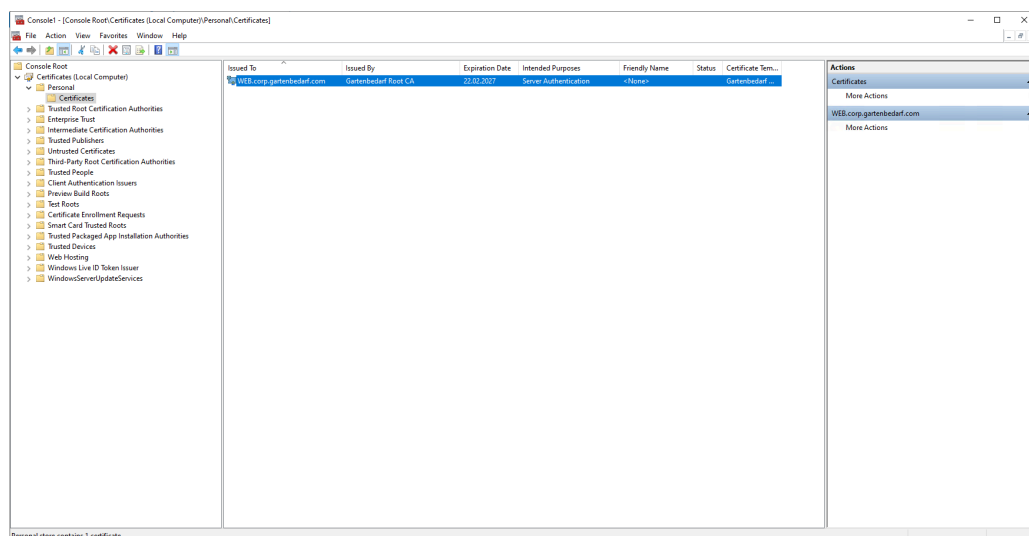 Console1 - [Console Root\Certificates (Local Computer)\Personal\Certificates]
File Action View Favorites Window Help
Console Root
Certificates (Local Computer)
Personal
Certificates
Trusted Root Certification Authorities
Enterprise Trust
Intermediate Certification Authorities
Trusted Publishers
Untrusted Certificates
Third-Party Root Certification Authorities
Trusted People
Client Authentication Issuers
Preview Build Roots
Test Roots
Certificate Enrollment Requests
Smart Card Trusted Roots
Trusted Packaged App Installation Authorities
Trusted Devices
Web Hosting
Windows Live ID Token Issuer
WindowsServerUpdateServices
Issued To Issued By Expiration Date Intended Purposes Friendly Name Status Certificate Tem...
WEB.corp.gartenbedarf.com Gartenbedarf Root CA 22.02.2027 Server Authentication <None> Gartenbedarf ...
Actions
Certificates
More Actions
WEB.corp.gartenbedarf.com
More Actions
Personal store contains 1 certificate.